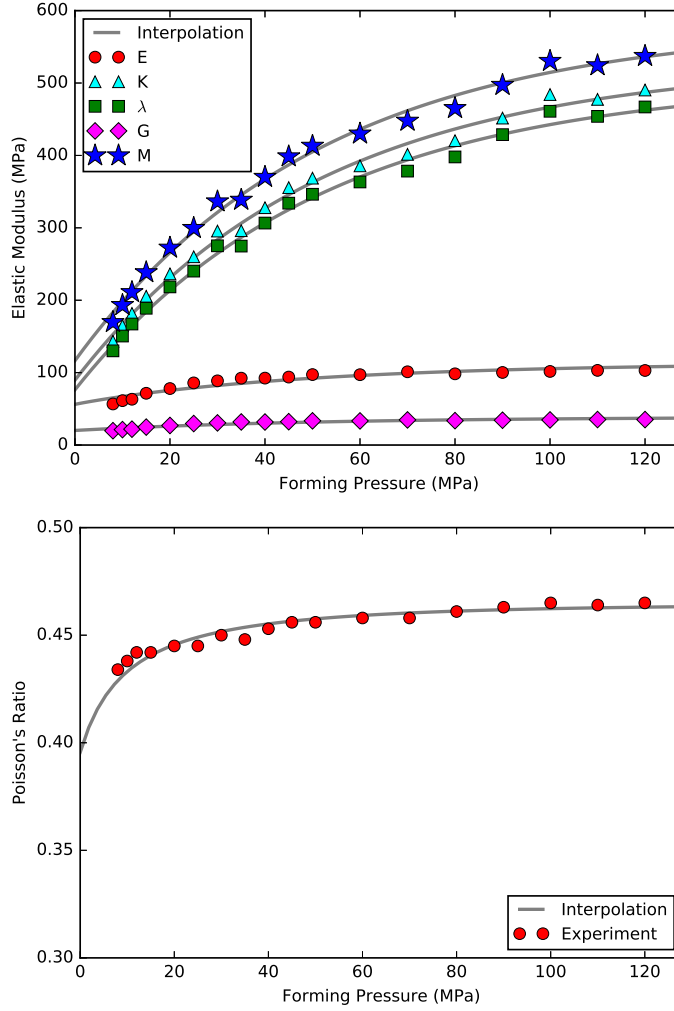 600
500
400
300
200
100
0
Elastic Modulus (MPa)
Interpolation
E
K
λ
G
M
0 20 40 60 80 100 120
Forming Pressure (MPa)
0.50
0.45
0.40
0.35
0.30
Poisson's Ratio
Interpolation
Experiment
0 20 40 60 80 100 120
Forming Pressure (MPa)